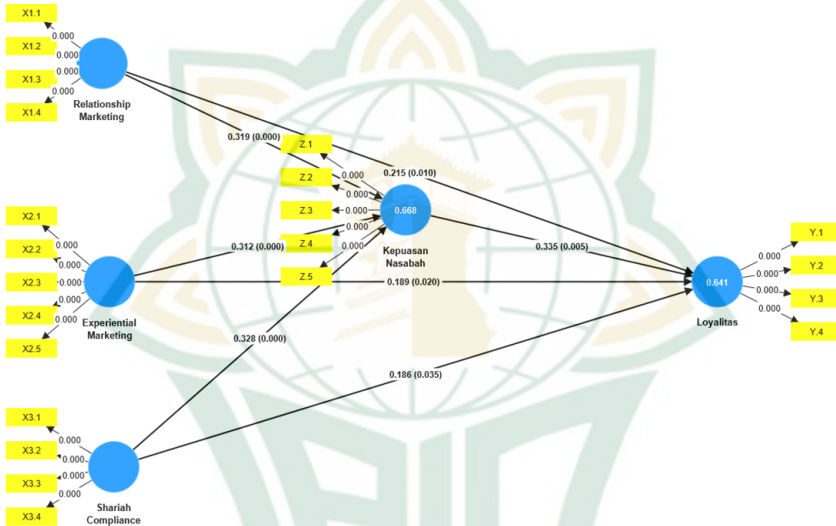 X1.1
0.000
X1.2
0.000
X1.3
0.000
0.000
X1.4
Relationship
Marketing
0.319 (0.000)
Z.1
0.000
0.215 (0.010)
Z.2
0.000
Z.3
0.000
0.668
0.000
Z.4
0.000
Z.5
Kepuasan
Nasabah
X2.1
0.000
X2.2
0.000
X2.3
0.000
X2.4
0.000
0.000
X2.5
Experiential
Marketing
0.312 (0.000)
0.335 (0.005)
0.189 (0.020)
0.328 (0.000)
0.186 (0.035)
Y.1
0.000
Y.2
0.000
0.641
0.000
Y.3
0.000
Y.4
Loyalitas
X3.1
0.000
X3.2
0.000
X3.3
0.000
0.000
X3.4
Shariah
Compliance